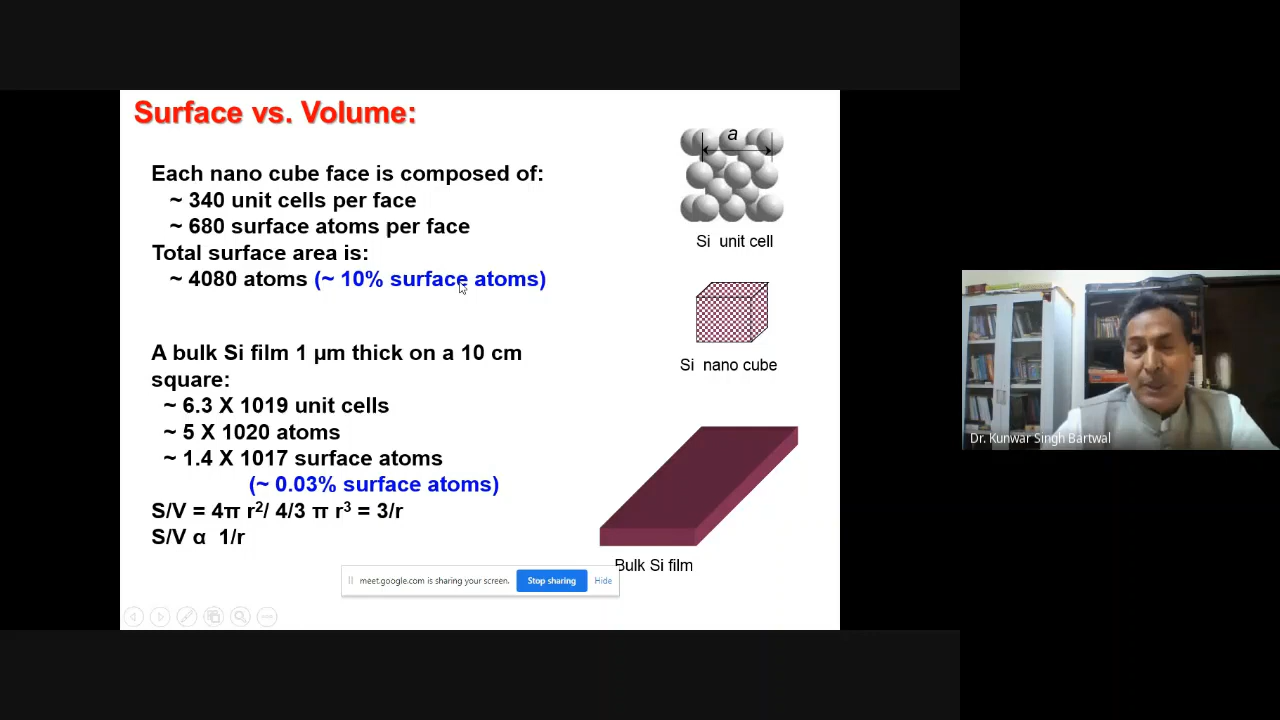 Surface vs. Volume:
Each nano cube face is composed of:
~ 340 unit cells per face
~ 680 surface atoms per face
Total surface area is:
~ 4080 atoms (~ 10% surface atoms)
A bulk Si film 1 µm thick on a 10 cm
square:
~ 6.3 X 1019 unit cells
~ 5 X 1020 atoms
~ 1.4 X 1017 surface atoms
(~ 0.03% surface atoms)
S/V = 4π r²/ 4/3 π r³ = 3/r
S/V α 1/r
a
Si unit cell
Si nano cube
Bulk Si film
meet.google.com is sharing your screen.
Stop sharing
Hide
Dr. Kunwar Singh Bartwal